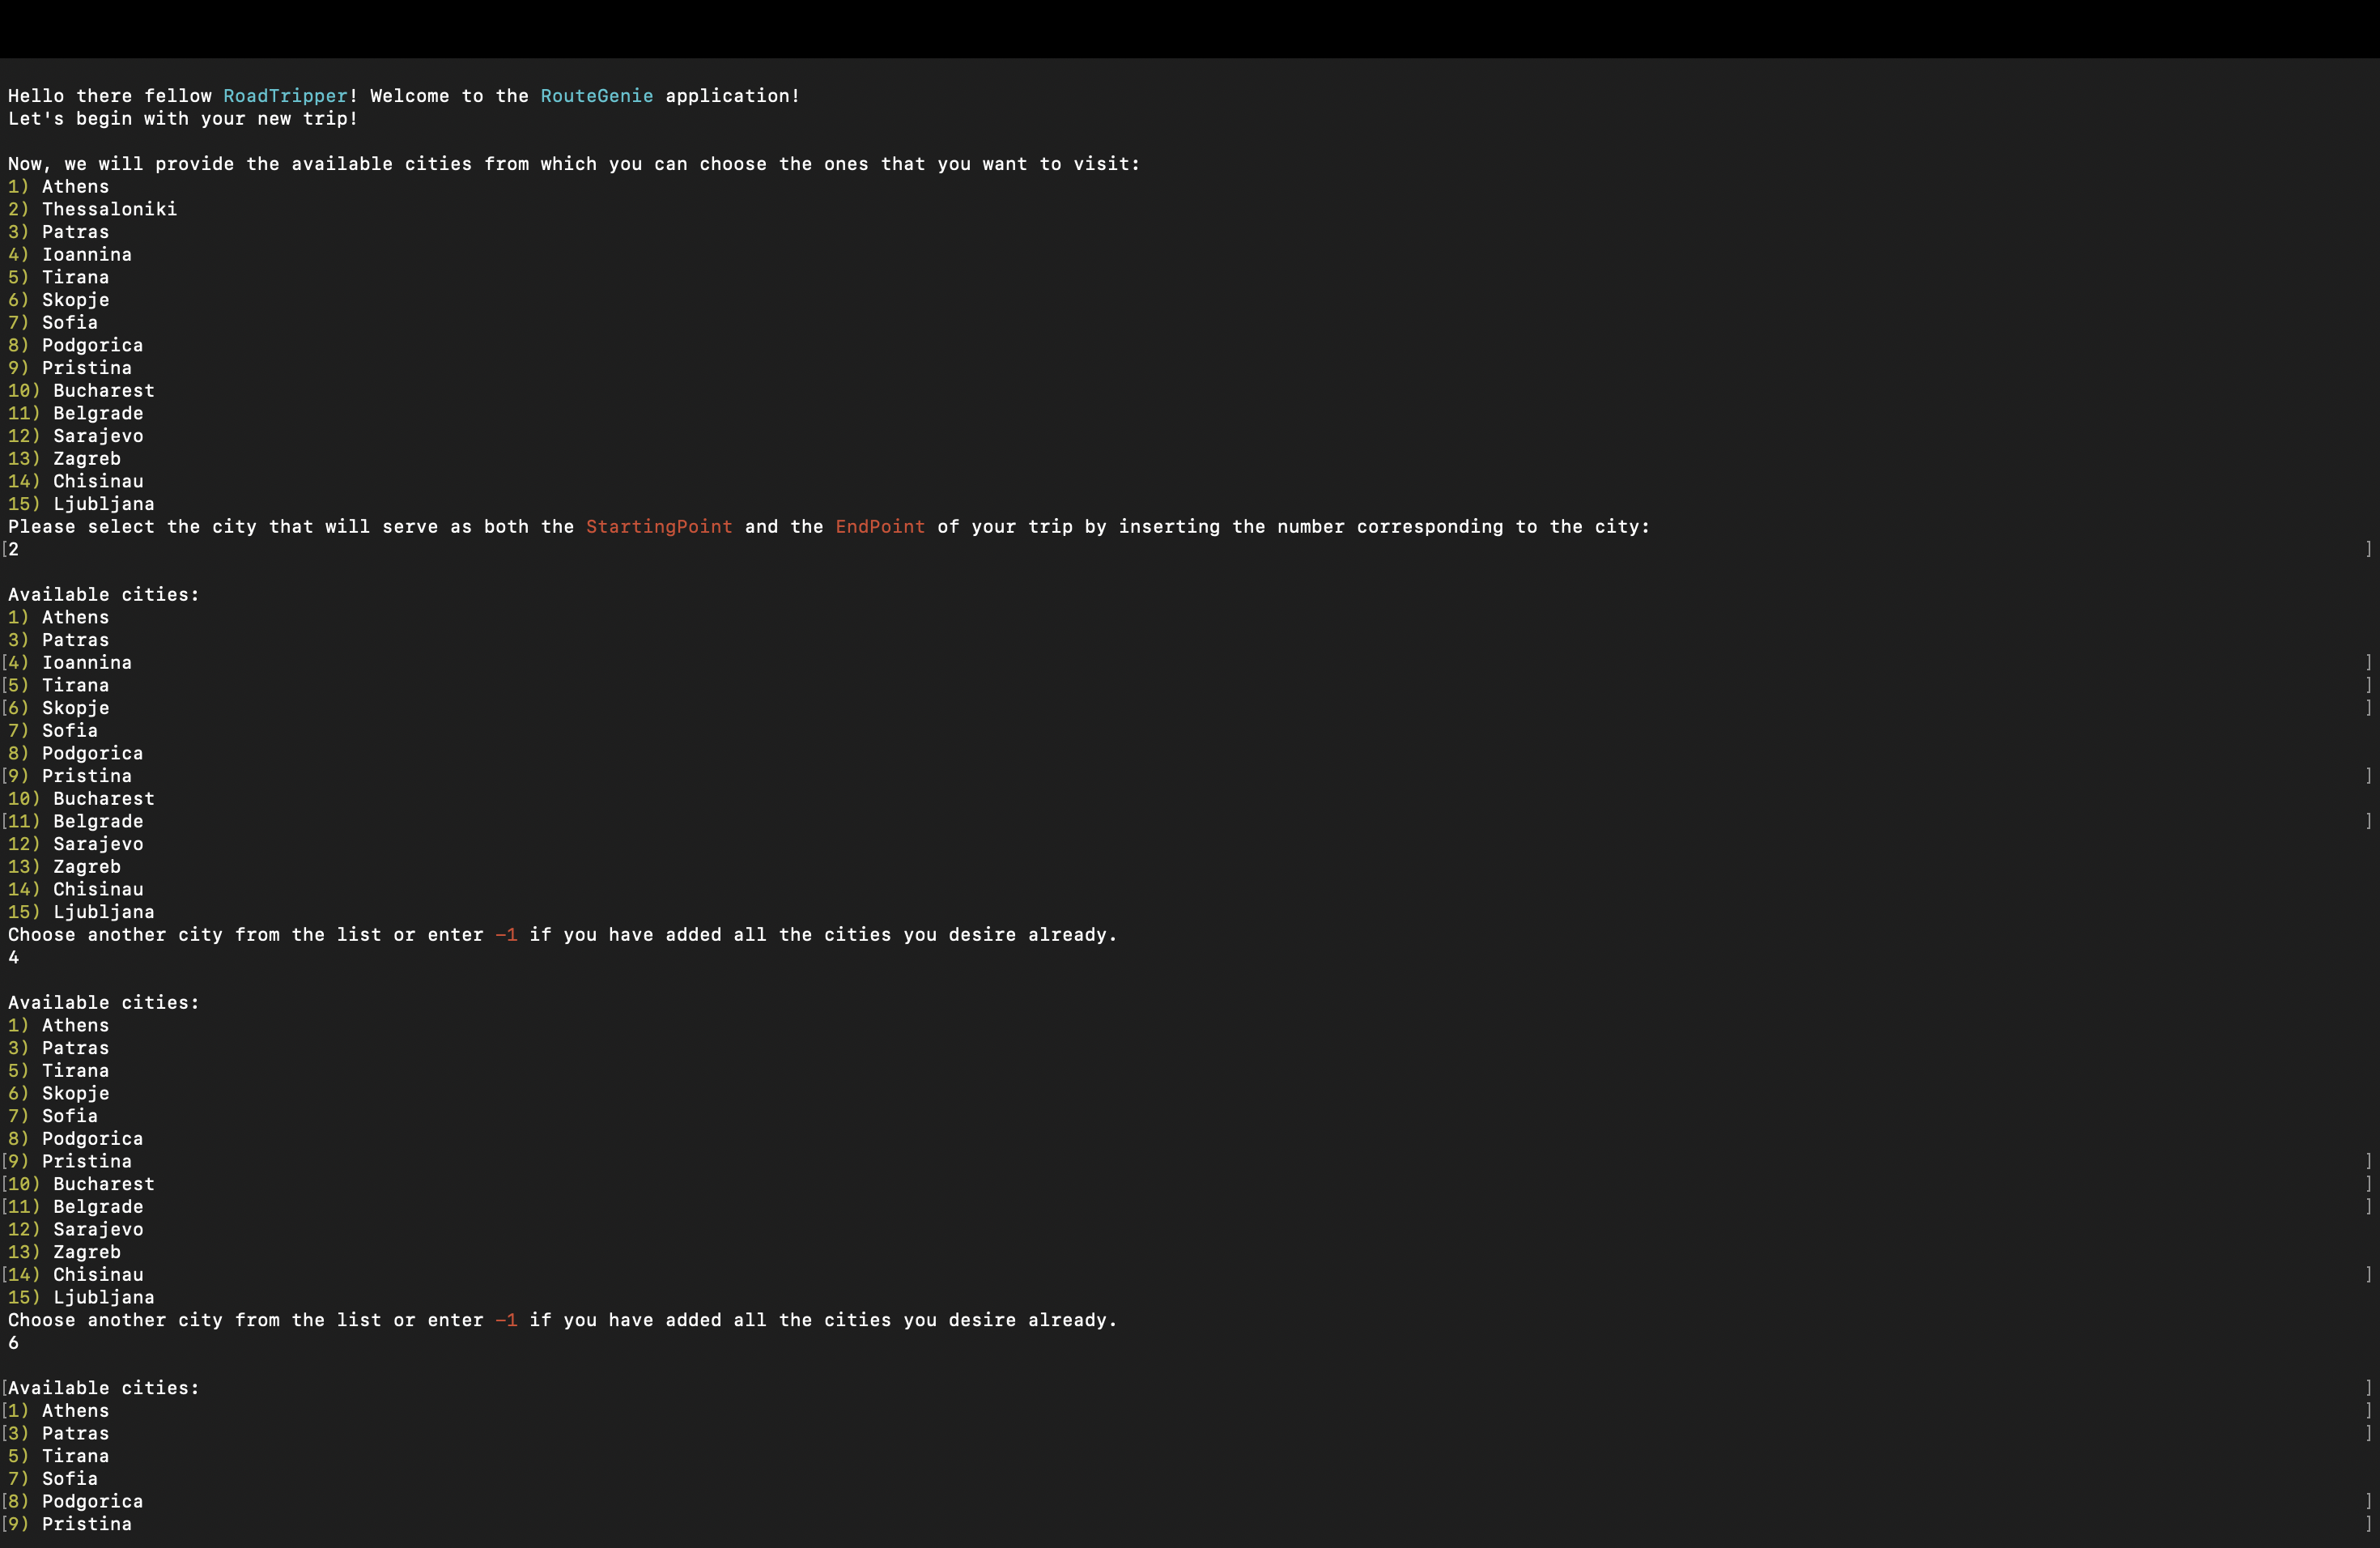 Hello there fellow RoadTripper! Welcome to the RouteGenie application!
Let's begin with your new trip!
Now, we will provide the available cities from which you can choose the ones that you want to visit:
1) Athens
2) Thessaloniki
3) Patras
4) Ioannina
5) Tirana
6) Skopje
7) Sofia
8) Podgorica
9) Pristina
10) Bucharest
11) Belgrade
12) Sarajevo
13) Zagreb
14) Chisinau
15) Ljubljana
Please select the city that will serve as both the StartingPoint and the EndPoint of your trip by inserting the number corresponding to the city:
[2 ]
Available cities:
1) Athens
3) Patras
[4) Ioannina ]
[5) Tirana ]
[6) Skopje ]
7) Sofia
8) Podgorica
[9) Pristina ]
10) Bucharest
[11) Belgrade ]
12) Sarajevo
13) Zagreb
14) Chisinau
15) Ljubljana
Choose another city from the list or enter -1 if you have added all the cities you desire already.
4
Available cities:
1) Athens
3) Patras
5) Tirana
6) Skopje
7) Sofia
8) Podgorica
[9) Pristina ]
[10) Bucharest ]
[11) Belgrade ]
12) Sarajevo
13) Zagreb
[14) Chisinau ]
15) Ljubljana
Choose another city from the list or enter -1 if you have added all the cities you desire already.
6
[Available cities: ]
[1) Athens ]
[3) Patras ]
5) Tirana
7) Sofia
[8) Podgorica ]
[9) Pristina ]